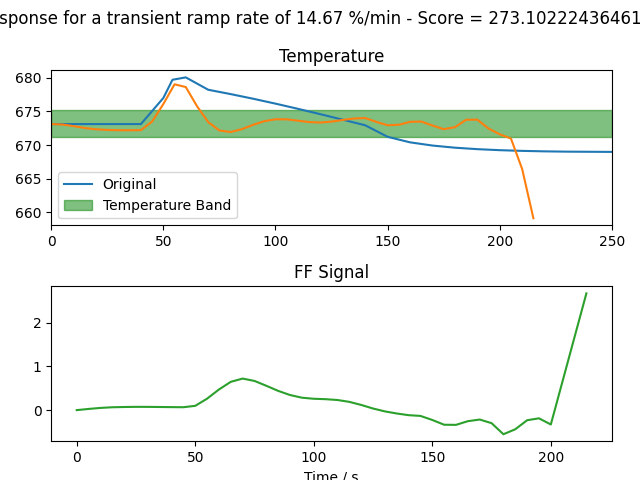 sponse for a transient ramp rate of 14.67 %/min - Score = 273.10222436461
Temperature
680
675
670
665
660
Original
Temperature Band
0 50 100 150 200 250
FF Signal
2
1
0
0 50 100 150 200
Time / s